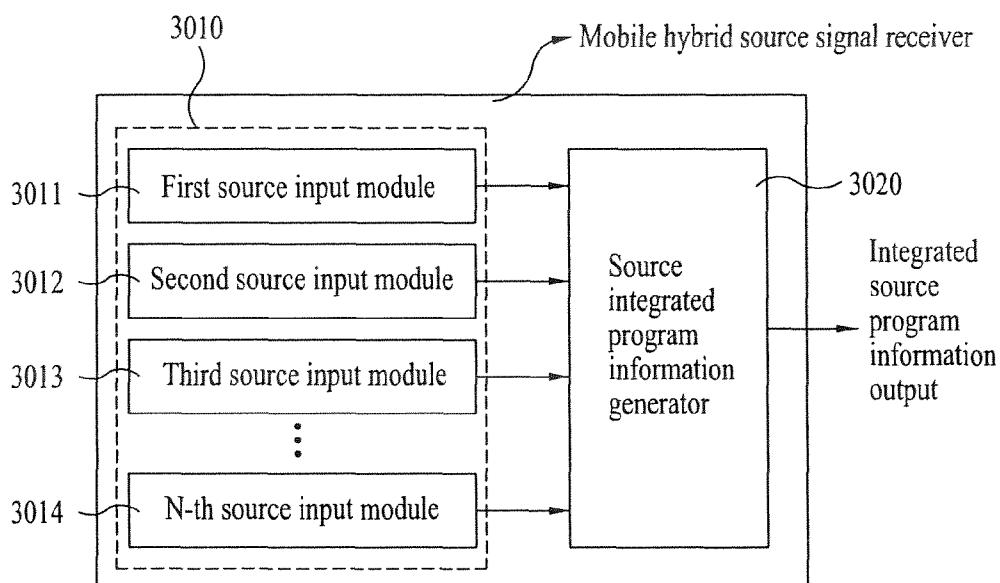 3010
Mobile hybrid source signal receiver
3011
First source input module
3012
Second source input module
3013
Third source input module
3014
N-th source input module
3020
Source
integrated
program
information
generator
Integrated
source
program
information
output